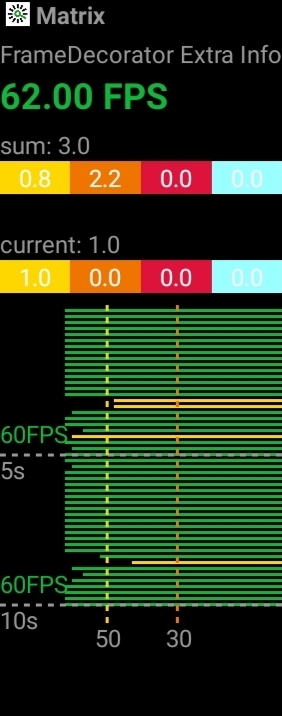 Matrix
FrameDecorator Extra Info
62.00 FPS
sum: 3.0
0.8 2.2 0.0 0.0
current: 1.0
1.0 0.0 0.0 0.0
60FPS
5s
60FPS
10s
50 30